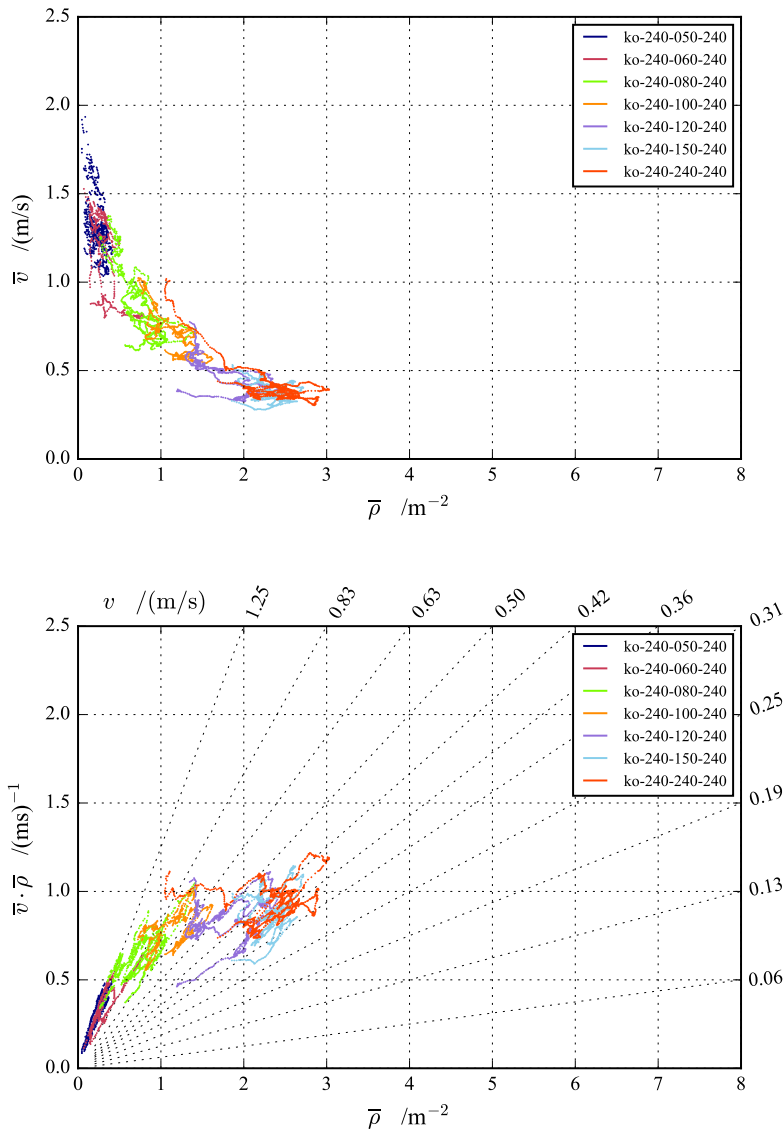 2.5
2.0
1.5
1.0
0.5
0.0
v̅ /(m/s)
ko-240-050-240
ko-240-060-240
ko-240-080-240
ko-240-100-240
ko-240-120-240
ko-240-150-240
ko-240-240-240
0 1 2 3 4 5 6 7 8
ρ̅ /m⁻²
v /(m/s) 1.25 0.83 0.63 0.50 0.42 0.36 0.31
2.5
2.0
1.5
1.0
0.5
0.0
v̅ · ρ̅ /(ms)⁻¹
ko-240-050-240
ko-240-060-240
ko-240-080-240
ko-240-100-240
ko-240-120-240
ko-240-150-240
ko-240-240-240
0.25
0.19
0.13
0.06
0 1 2 3 4 5 6 7 8
ρ̅ /m⁻²